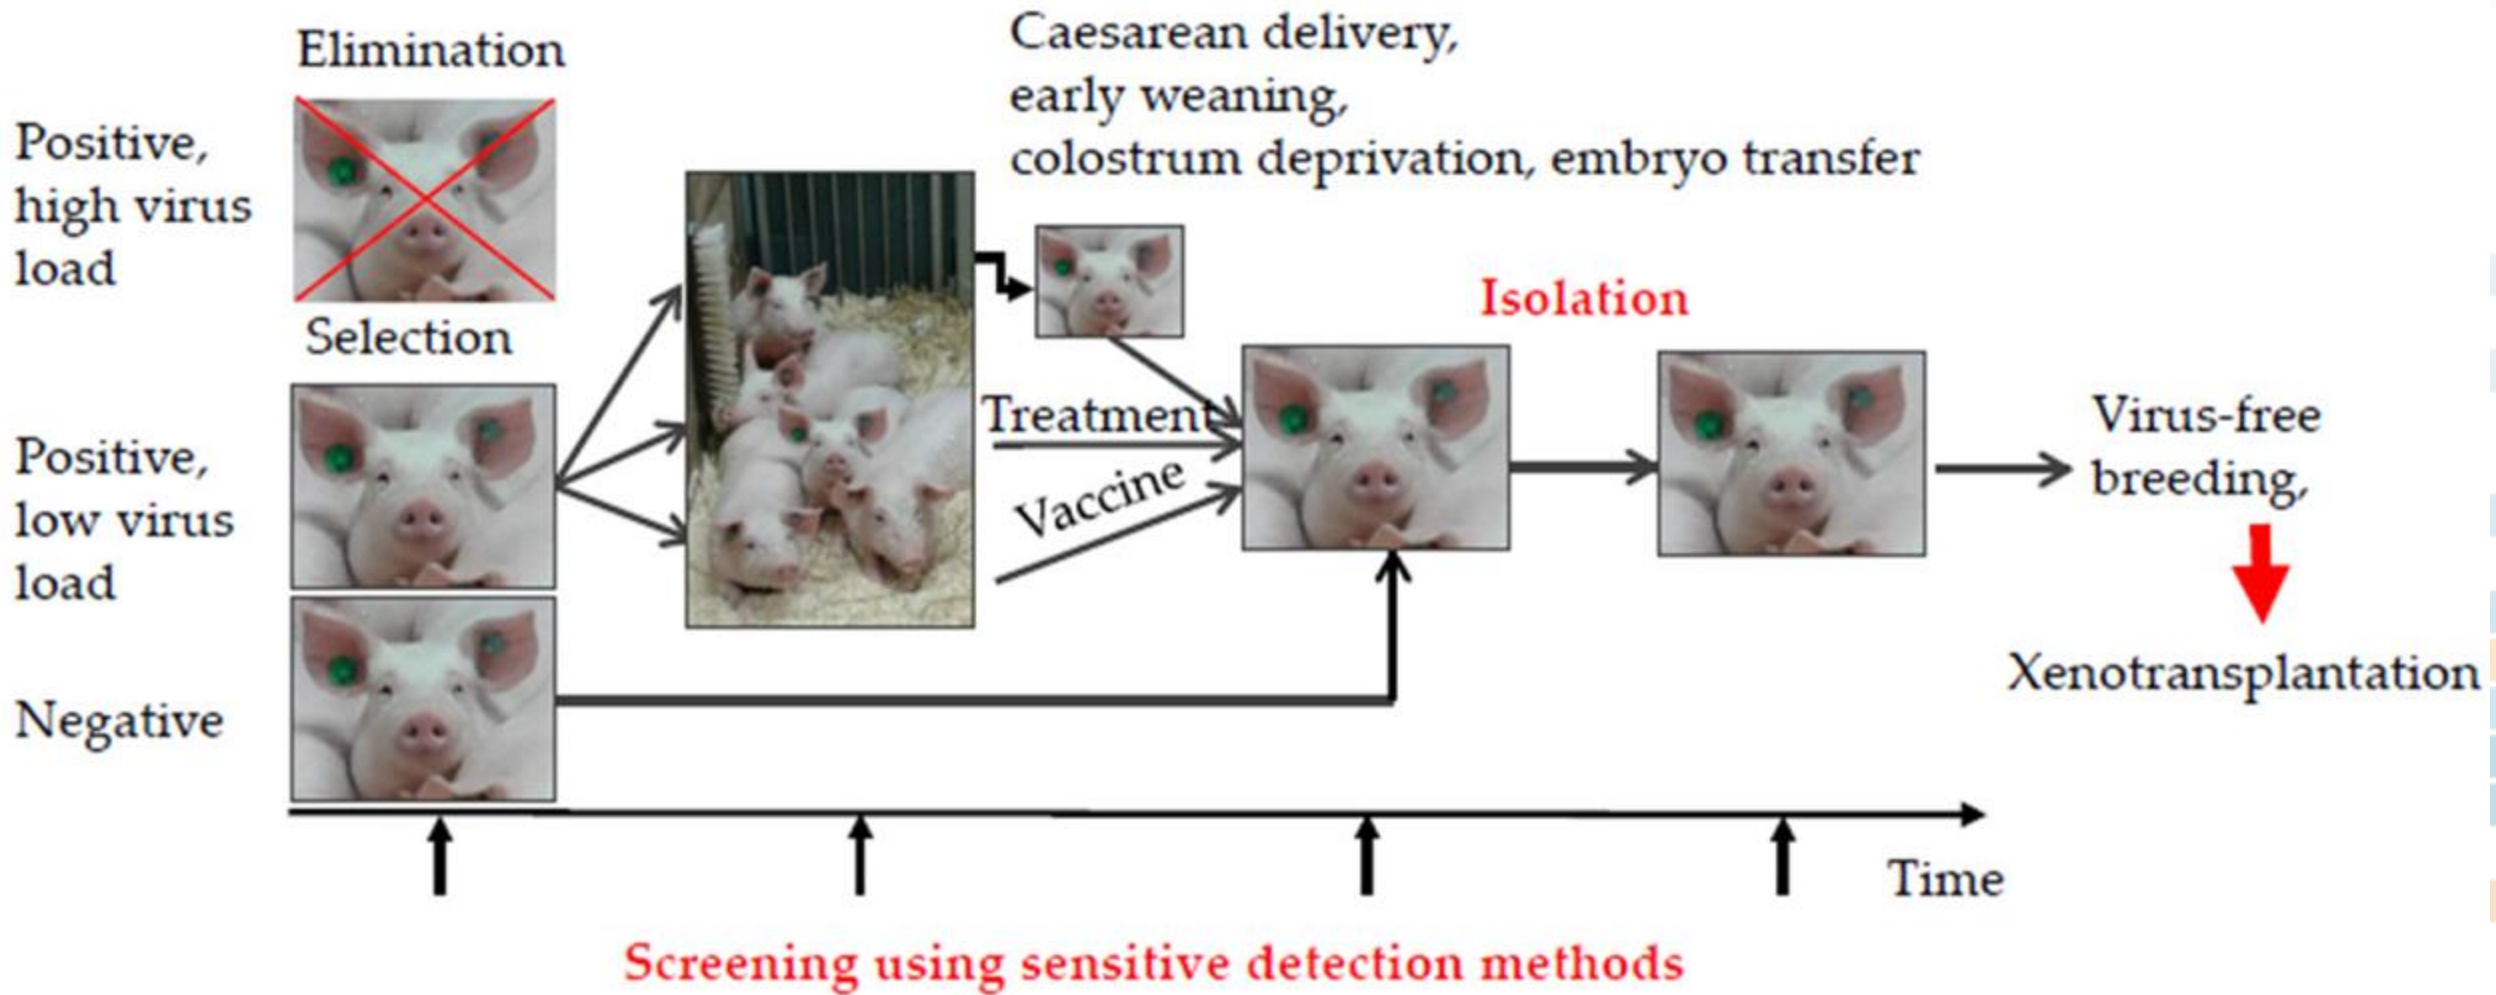 Elimination
Positive,
high virus
load
Selection
Positive,
low virus
load
Negative
Caesarean delivery,
early weaning,
colostrum deprivation, embryo transfer
Treatment
Vaccine
Isolation
Virus-free
breeding,
Xenotransplantation
Time
Screening using sensitive detection methods